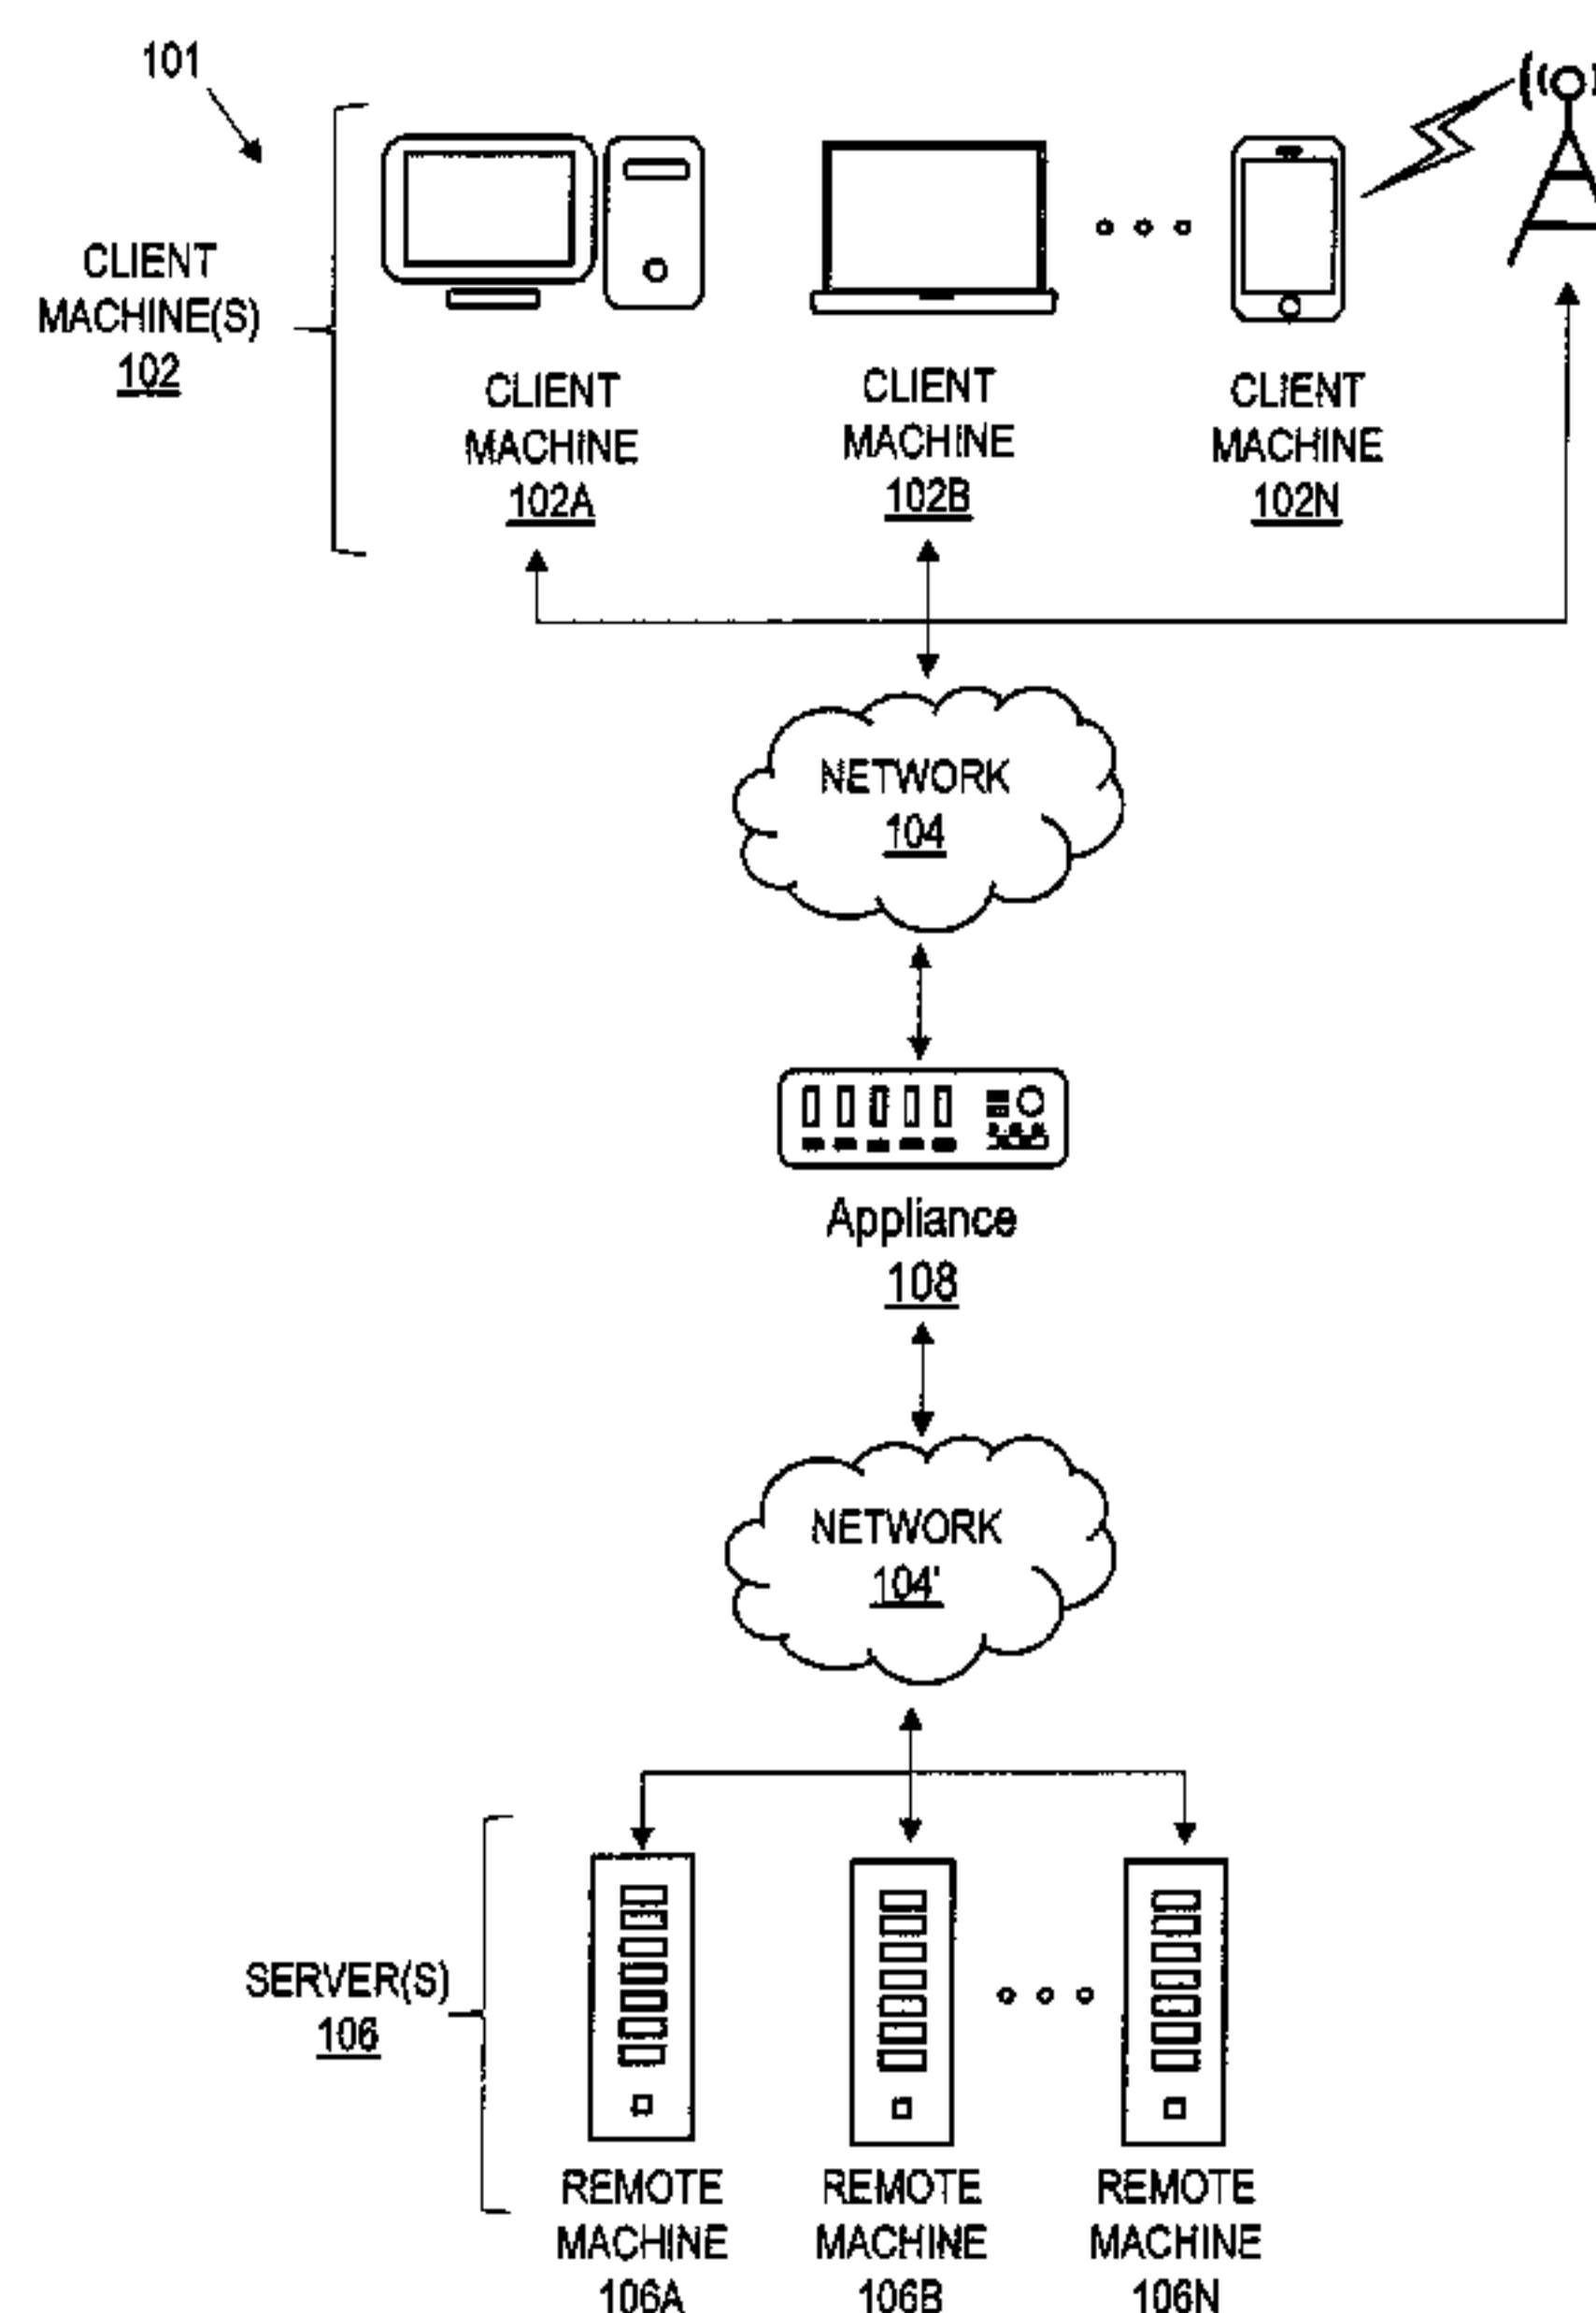 101
CLIENT
MACHINE(S)
102
CLIENT
MACHINE
102A
CLIENT
MACHINE
102B
CLIENT
MACHINE
102N
NETWORK
104
Appliance
108
NETWORK
104'
SERVER(S)
106
REMOTE
MACHINE
106A
REMOTE
MACHINE
106B
REMOTE
MACHINE
106N